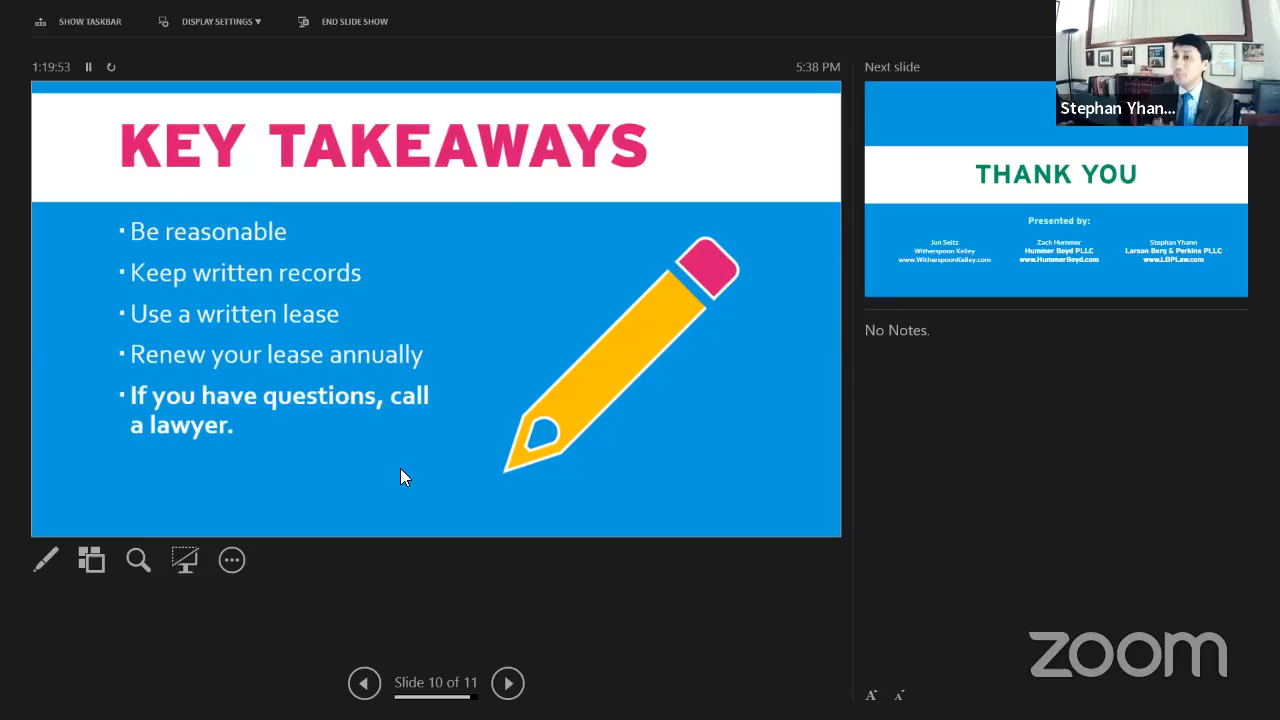 SHOW TASKBAR
DISPLAY SETTINGS ▼
END SLIDE SHOW
1:19:53
5:38 PM
KEY TAKEAWAYS
· Be reasonable
· Keep written records
· Use a written lease
· Renew your lease annually
· If you have questions, call
a lawyer.
Slide 10 of 11
Next slide
Stephan Yhan...
THANK YOU
Presented by:
Jon Seitz
Witherspoon Kelley
www.WitherspoonKelley.com
Zach Hummer
Hummer Boyd PLLC
www.HummerBoyd.com
Stephan Yhann
Larson Berg & Perkins PLLC
www.LBPLaw.com
No Notes.
A A
zoom